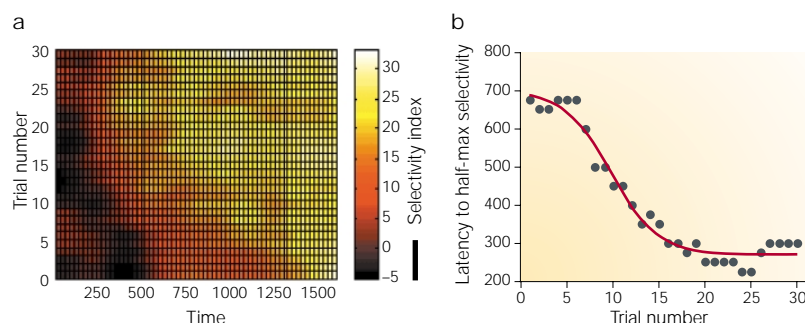 a
Trial number
30
25
20
15
10
5
0
250 500 750 1000 1250 1500
Time
30
25
20
15
10
5
0
–5
Selectivity index
b
Latency to half-max selectivity
800
700
600
500
400
300
200
0 5 10 15 20 25 30
Trial number